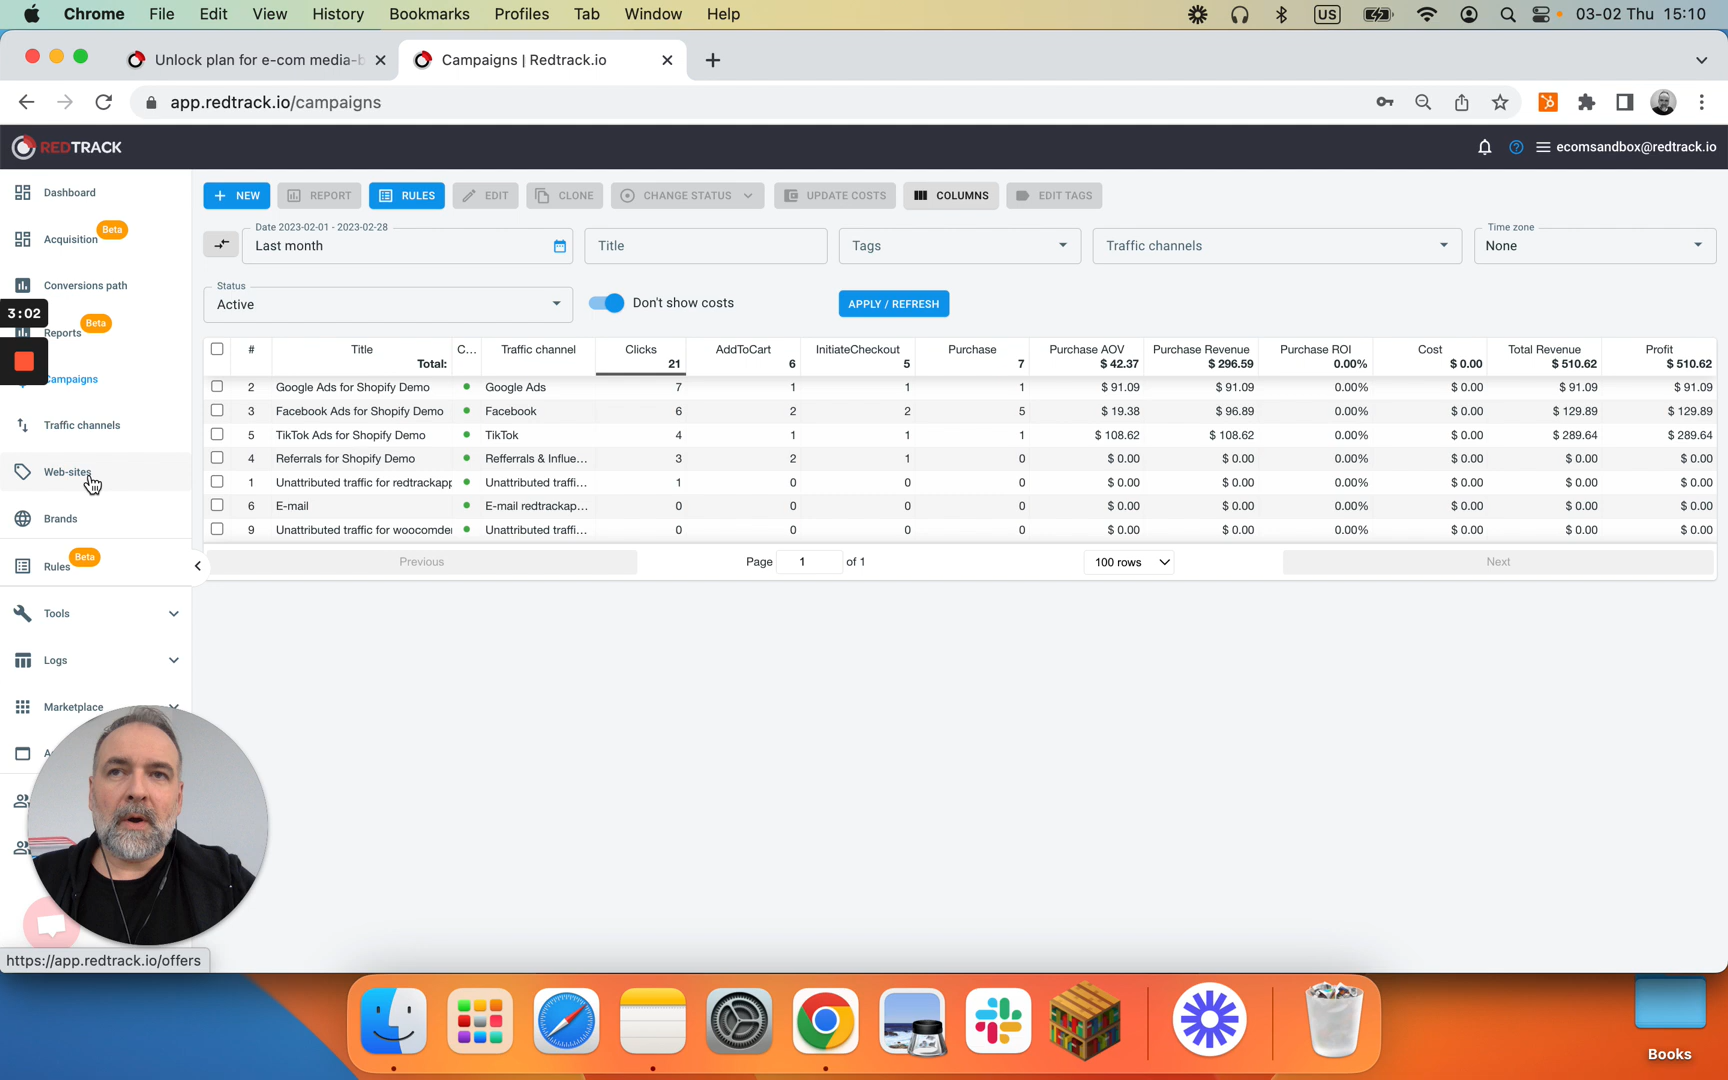 Chrome File Edit View History Bookmarks Profiles Tab Window Help US 03-02 Thu 15:10
Unlock plan for e-com media-b Campaigns | Redtrack.io
app.redtrack.io/campaigns
REDTRACK ecomsandbox@redtrack.io
Dashboard
Acquisition Beta
Conversions path
3:02
Reports Beta
Campaigns
Traffic channels
Web-sites
Brands
Rules Beta
Tools
Logs
Marketplace
NEW REPORT RULES EDIT CLONE CHANGE STATUS UPDATE COSTS COLUMNS EDIT TAGS
Date 2023-02-01 - 2023-02-28
Last month Title Tags Traffic channels
Time zone
None
Status
Active Don't show costs APPLY / REFRESH
# Title C... Traffic channel Clicks AddToCart InitiateCheckout Purchase Purchase AOV Purchase Revenue Purchase ROI Cost Total Revenue Profit
Total: 21 6 5 7 $ 42.37 $ 296.59 0.00% $ 0.00 $ 510.62 $ 510.62
2 Google Ads for Shopify Demo Google Ads 7 1 1 1 $ 91.09 $ 91.09 0.00% $ 0.00 $ 91.09 $ 91.09
3 Facebook Ads for Shopify Demo Facebook 6 2 2 5 $ 19.38 $ 96.89 0.00% $ 0.00 $ 129.89 $ 129.89
5 TikTok Ads for Shopify Demo TikTok 4 1 1 1 $ 108.62 $ 108.62 0.00% $ 0.00 $ 289.64 $ 289.64
4 Referrals for Shopify Demo Refferrals & Influe... 3 2 1 0 $ 0.00 $ 0.00 0.00% $ 0.00 $ 0.00 $ 0.00
1 Unattributed traffic for redtrackapp Unattributed traffi... 1 0 0 0 $ 0.00 $ 0.00 0.00% $ 0.00 $ 0.00 $ 0.00
6 E-mail E-mail redtrackap... 0 0 0 0 $ 0.00 $ 0.00 0.00% $ 0.00 $ 0.00 $ 0.00
9 Unattributed traffic for woocomder Unattributed traffi... 0 0 0 0 $ 0.00 $ 0.00 0.00% $ 0.00 $ 0.00 $ 0.00
Previous Page 1 of 1 100 rows Next
https://app.redtrack.io/offers
Books